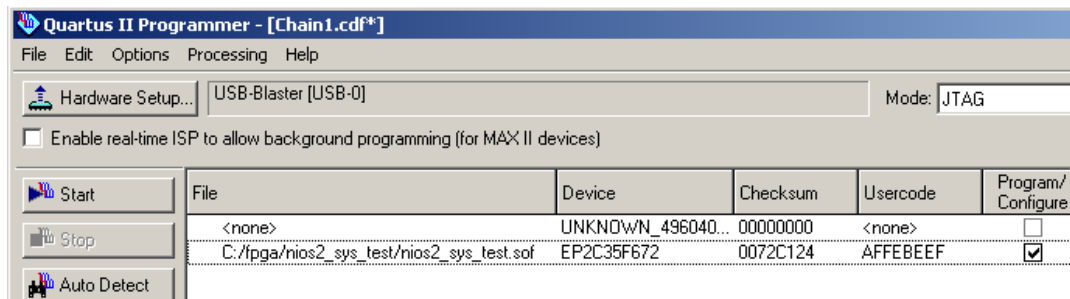 Quartus II Programmer - [Chain1.cdf*]
File Edit Options Processing Help
Hardware Setup... USB-Blaster [USB-0] Mode: JTAG
Enable real-time ISP to allow background programming (for MAX II devices)
Start File Device Checksum Usercode Program/
Configure
<none> UNKNOWN_496040... 00000000 <none>
Stop
C:/fpga/nios2_sys_test/nios2_sys_test.sof EP2C35F672 0072C124 AFFEBEEF
Auto Detect